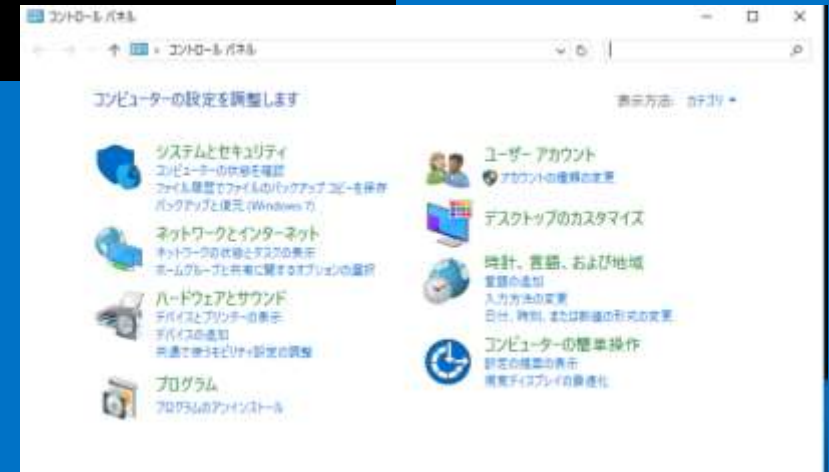 コントロール パネル
コントロール パネル
コンピューターの設定を調整します
表示方法: カテゴリ
システムとセキュリティ
コンピューターの状態を確認
ファイル履歴でファイルのバックアップ コピーを保存
バックアップと復元 (Windows 7)
ネットワークとインターネット
ネットワークの状態とタスクの表示
ホームグループと共有に関するオプションの選択
ハードウェアとサウンド
デバイスとプリンターの表示
デバイスの追加
共通で使うモビリティ設定の調整
プログラム
プログラムのアンインストール
ユーザー アカウント
アカウントの種類の変更
デスクトップのカスタマイズ
時計、言語、および地域
言語の追加
入力方法の変更
日付、時刻、または数値の形式の変更
コンピューターの簡単操作
設定の提案の表示
視覚ディスプレイの最適化